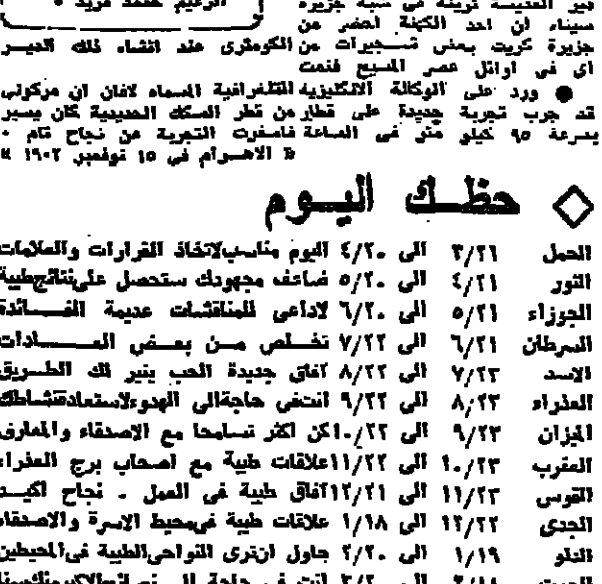 سيناء ان احد الكهنة احضر من
جزيرة كريت بعض شجيرات من الكومثرى عند انشاء ذلك الدير
اى فى اوائل عصر المسيح فنمت
● ورد على الوكالة الانكليزيه التلغرافية المسماه لافان ان مركونى
قد جرب تجربة جديدة على قطار من قطر السكك الحديدية كان يسير
بسرعة ٩٥ كيلو متر فى الساعة فاسفرت التجربة عن نجاح تام ٠
« الاهرام فى ١٥ نوفمبر ١٩٠٢ »
◇ حظك اليوم
الحمل ٣/٢١ الى ٤/٢٠ اليوم مناسب لاتخاذ القرارات والعلامات
الثور ٤/٢١ الى ٥/٢٠ ضاعف مجهودك ستحصل على نتائج طيبة
الجوزاء ٥/٢١ الى ٦/٢٠ لاداعى للمناقشات عديمة الفائدة
السرطان ٦/٢١ الى ٧/٢٢ تخلص من بعض العادات
الاسد ٧/٢٣ الى ٨/٢٢ آفاق جديدة الحب ينير لك الطريق
العذراء ٨/٢٣ الى ٩/٢٢ انتفى حاجة الى الهدوء لاستعادة نشاطك
الميزان ٩/٢٣ الى ١٠/٢٢ كن اكثر تسامحا مع الاصدقاء والمعارف
العقرب ١٠/٢٣ الى ١١/٢٢ علاقات طيبة مع اصحاب برج العذراء
القوس ١١/٢٣ الى ١٢/٢١ آفاق طيبة فى العمل . نجاح اكيد
الجدى ١٢/٢٢ الى ١/١٨ علاقات طيبة فى محيط الاسرة والاصدقاء
الدلو ١/١٩ الى ٢/٢٠ حاول ان ترى النواحى الطيبة فى المحيطين